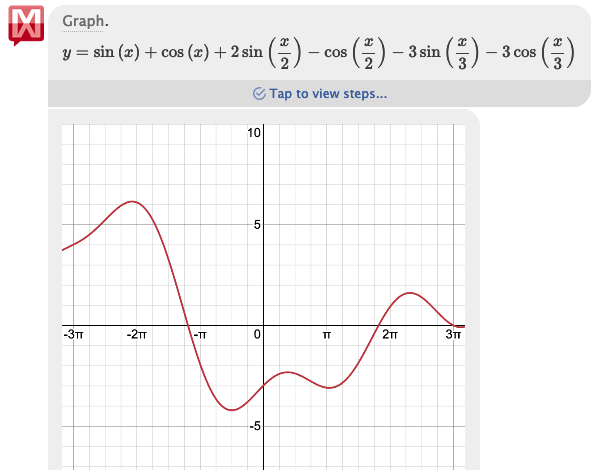 Graph.
y = sin (x) + cos (x) + 2 sin (x/2) − cos (x/2) − 3 sin (x/3) − 3 cos (x/3)
Tap to view steps...
10
5
-3π -2π -π 0 π 2π 3π
-5